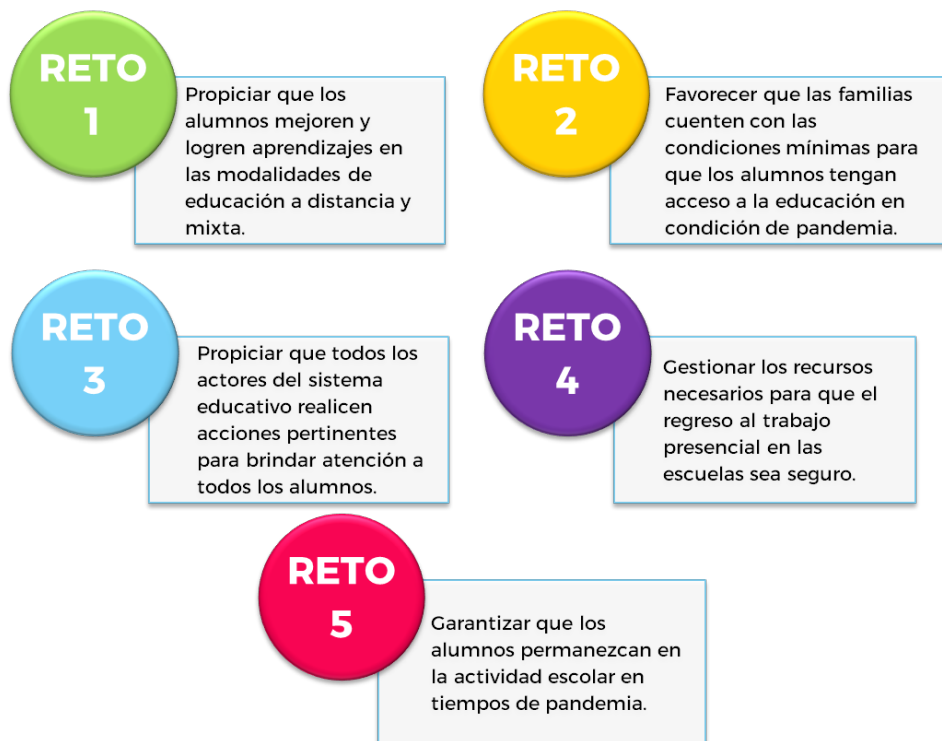 RETO
1
Propiciar que los
alumnos mejoren y
logren aprendizajes en
las modalidades de
educación a distancia y
mixta.
RETO
2
Favorecer que las familias
cuenten con las
condiciones mínimas para
que los alumnos tengan
acceso a la educación en
condición de pandemia.
RETO
3
Propiciar que todos los
actores del sistema
educativo realicen
acciones pertinentes
para brindar atención a
todos los alumnos.
RETO
4
Gestionar los recursos
necesarios para que el
regreso al trabajo
presencial en las
escuelas sea seguro.
RETO
5
Garantizar que los
alumnos permanezcan en
la actividad escolar en
tiempos de pandemia.